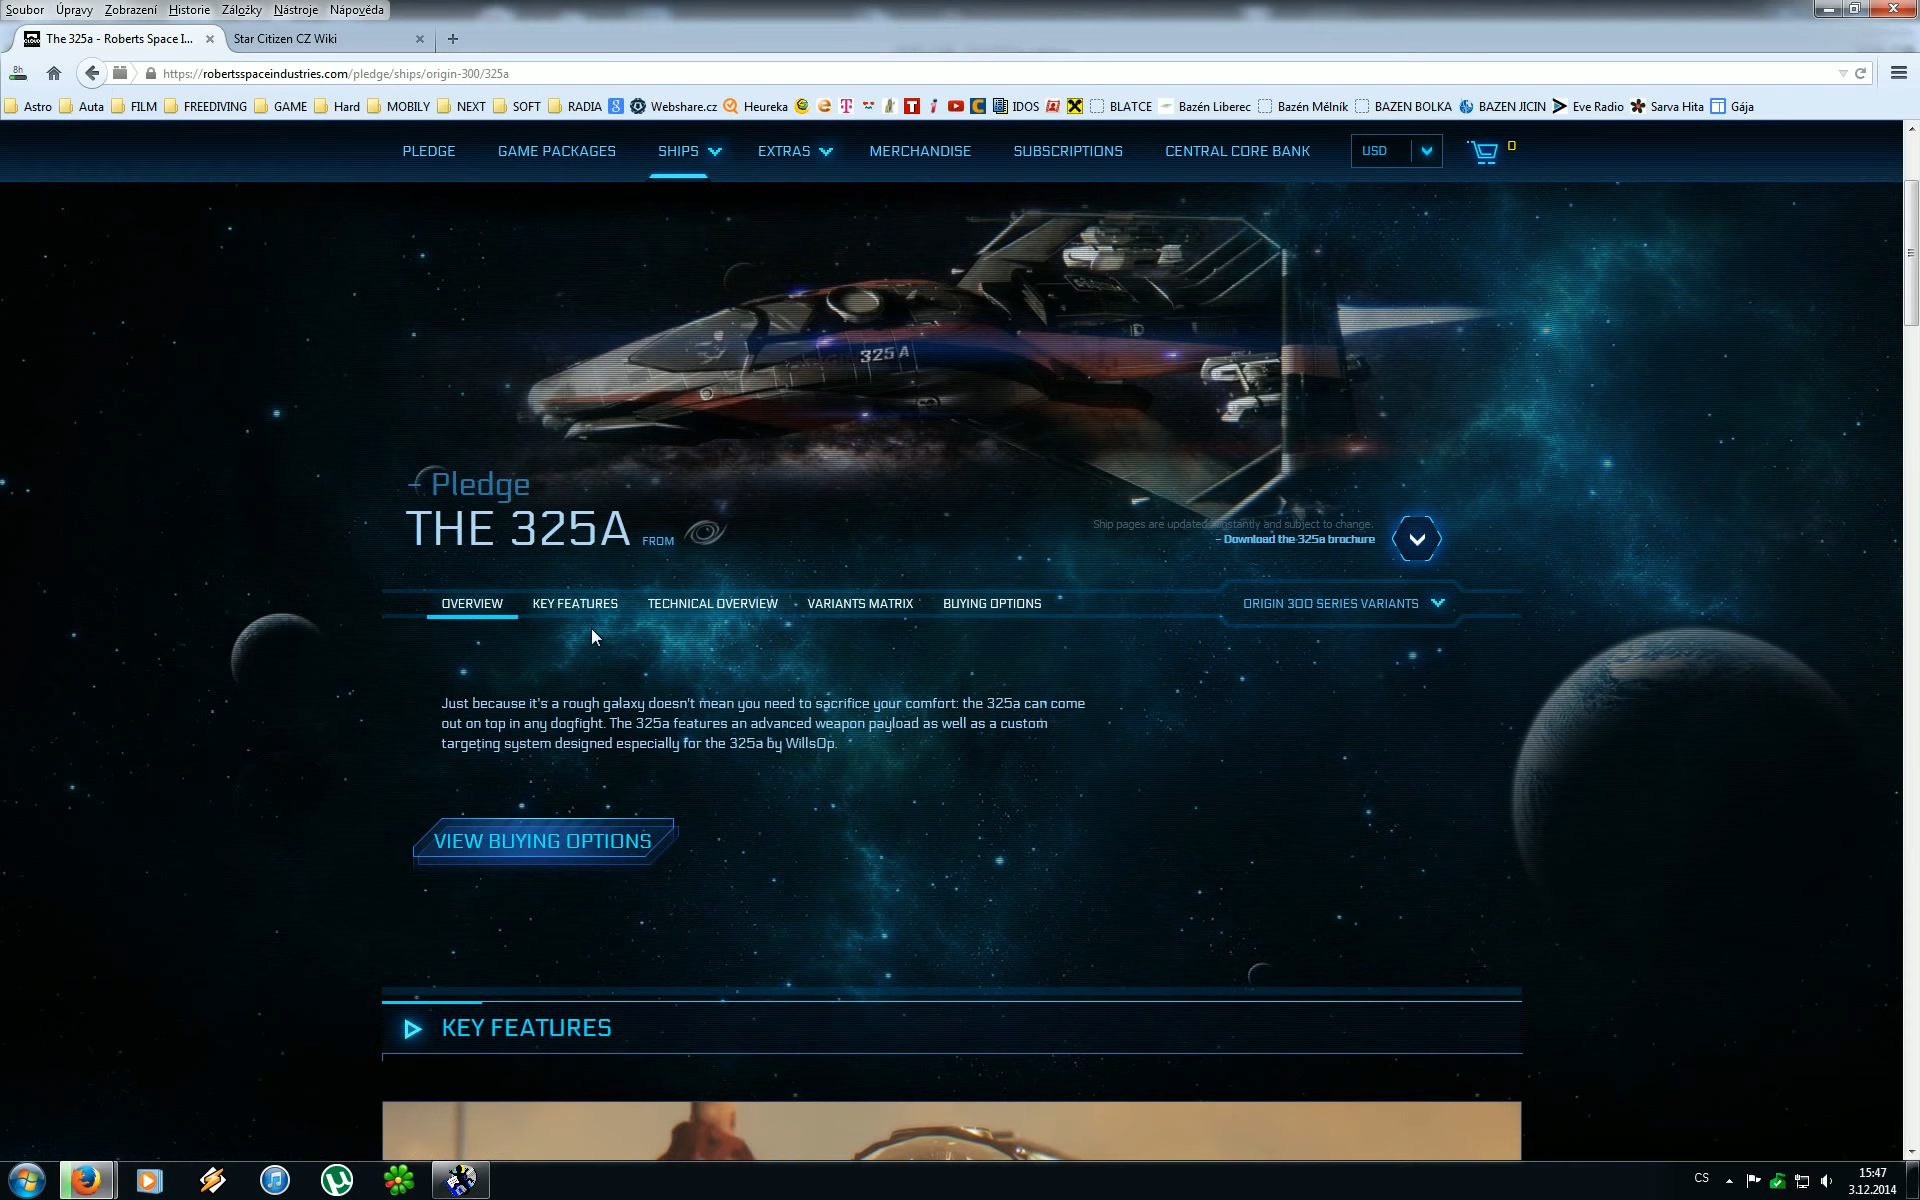 Soubor Úpravy Zobrazení Historie Záložky Nástroje Nápověda
The 325a - Roberts Space I...
Star Citizen CZ Wiki
8h
https://robertsspaceindustries.com/pledge/ships/origin-300/325a
Astro Auta FILM FREEDIVING GAME Hard MOBILY NEXT SOFT RADIA Webshare.cz Heureka IDOS BLATCE Bazén Liberec Bazén Mělník BAZEN BOLKA BAZEN JICIN Eve Radio Sarva Hita Gája
PLEDGE GAME PACKAGES SHIPS EXTRAS MERCHANDISE SUBSCRIPTIONS CENTRAL CORE BANK USD 0
325A
- Pledge
THE 325A FROM
Ship pages are updated constantly and subject to change.
- Download the 325a brochure
OVERVIEW KEY FEATURES TECHNICAL OVERVIEW VARIANTS MATRIX BUYING OPTIONS ORIGIN 300 SERIES VARIANTS
Just because it's a rough galaxy doesn't mean you need to sacrifice your comfort: the 325a can come
out on top in any dogfight. The 325a features an advanced weapon payload as well as a custom
targeting system designed especially for the 325a by WillsOp.
VIEW BUYING OPTIONS
KEY FEATURES
CS
15:47
3.12.2014